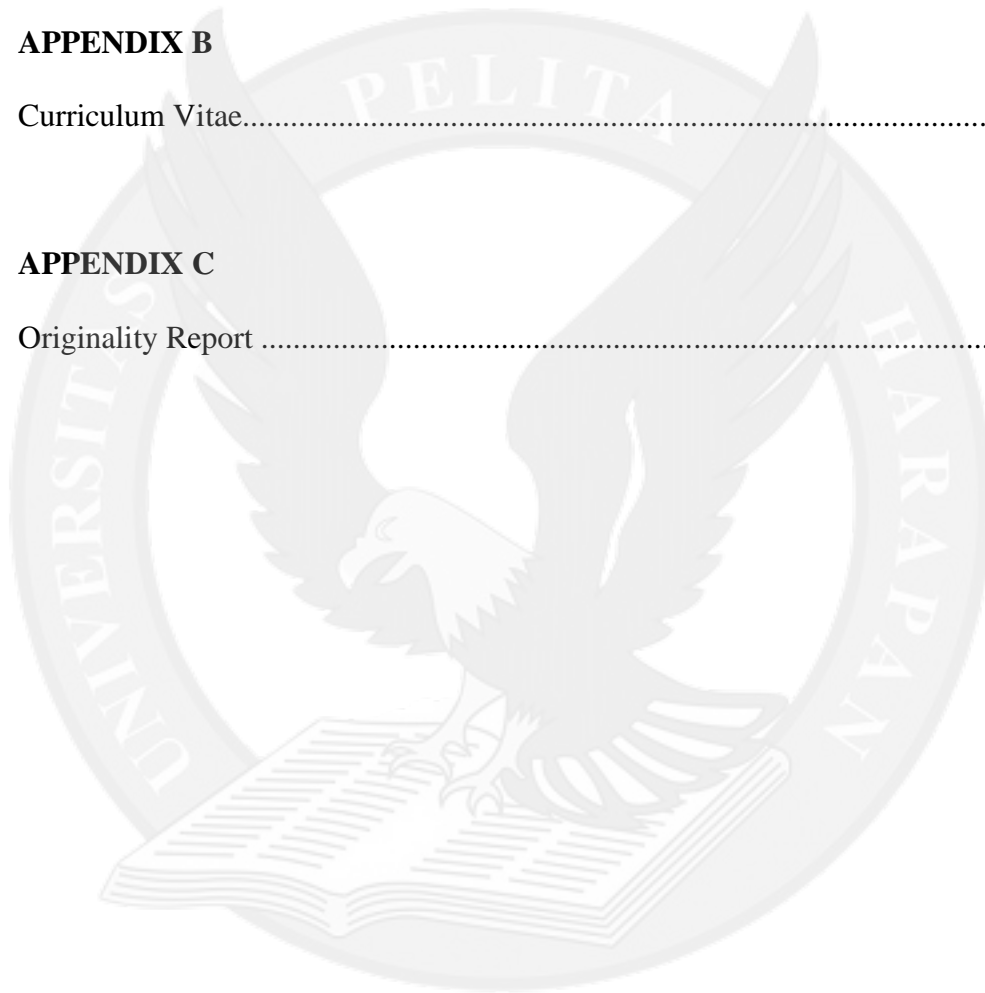 APPENDIX B
Curriculum Vitae..........................................................................................
APPENDIX C
Originality Report ........................................................................................
UNIVERSITAS PELITA HARAPAN